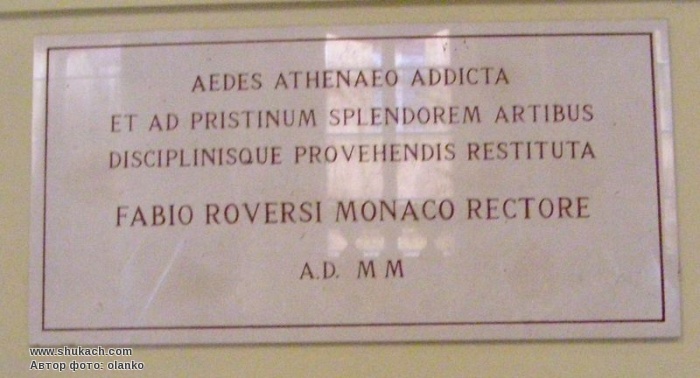 AEDES ATHENAEO ADDICTA
ET AD PRISTINUM SPLENDOREM ARTIBUS
DISCIPLINISQUE PROVEHENDIS RESTITUTA
FABIO ROVERSI MONACO RECTORE
A.D. MM
www.shukach.com
Автор фото: olanko